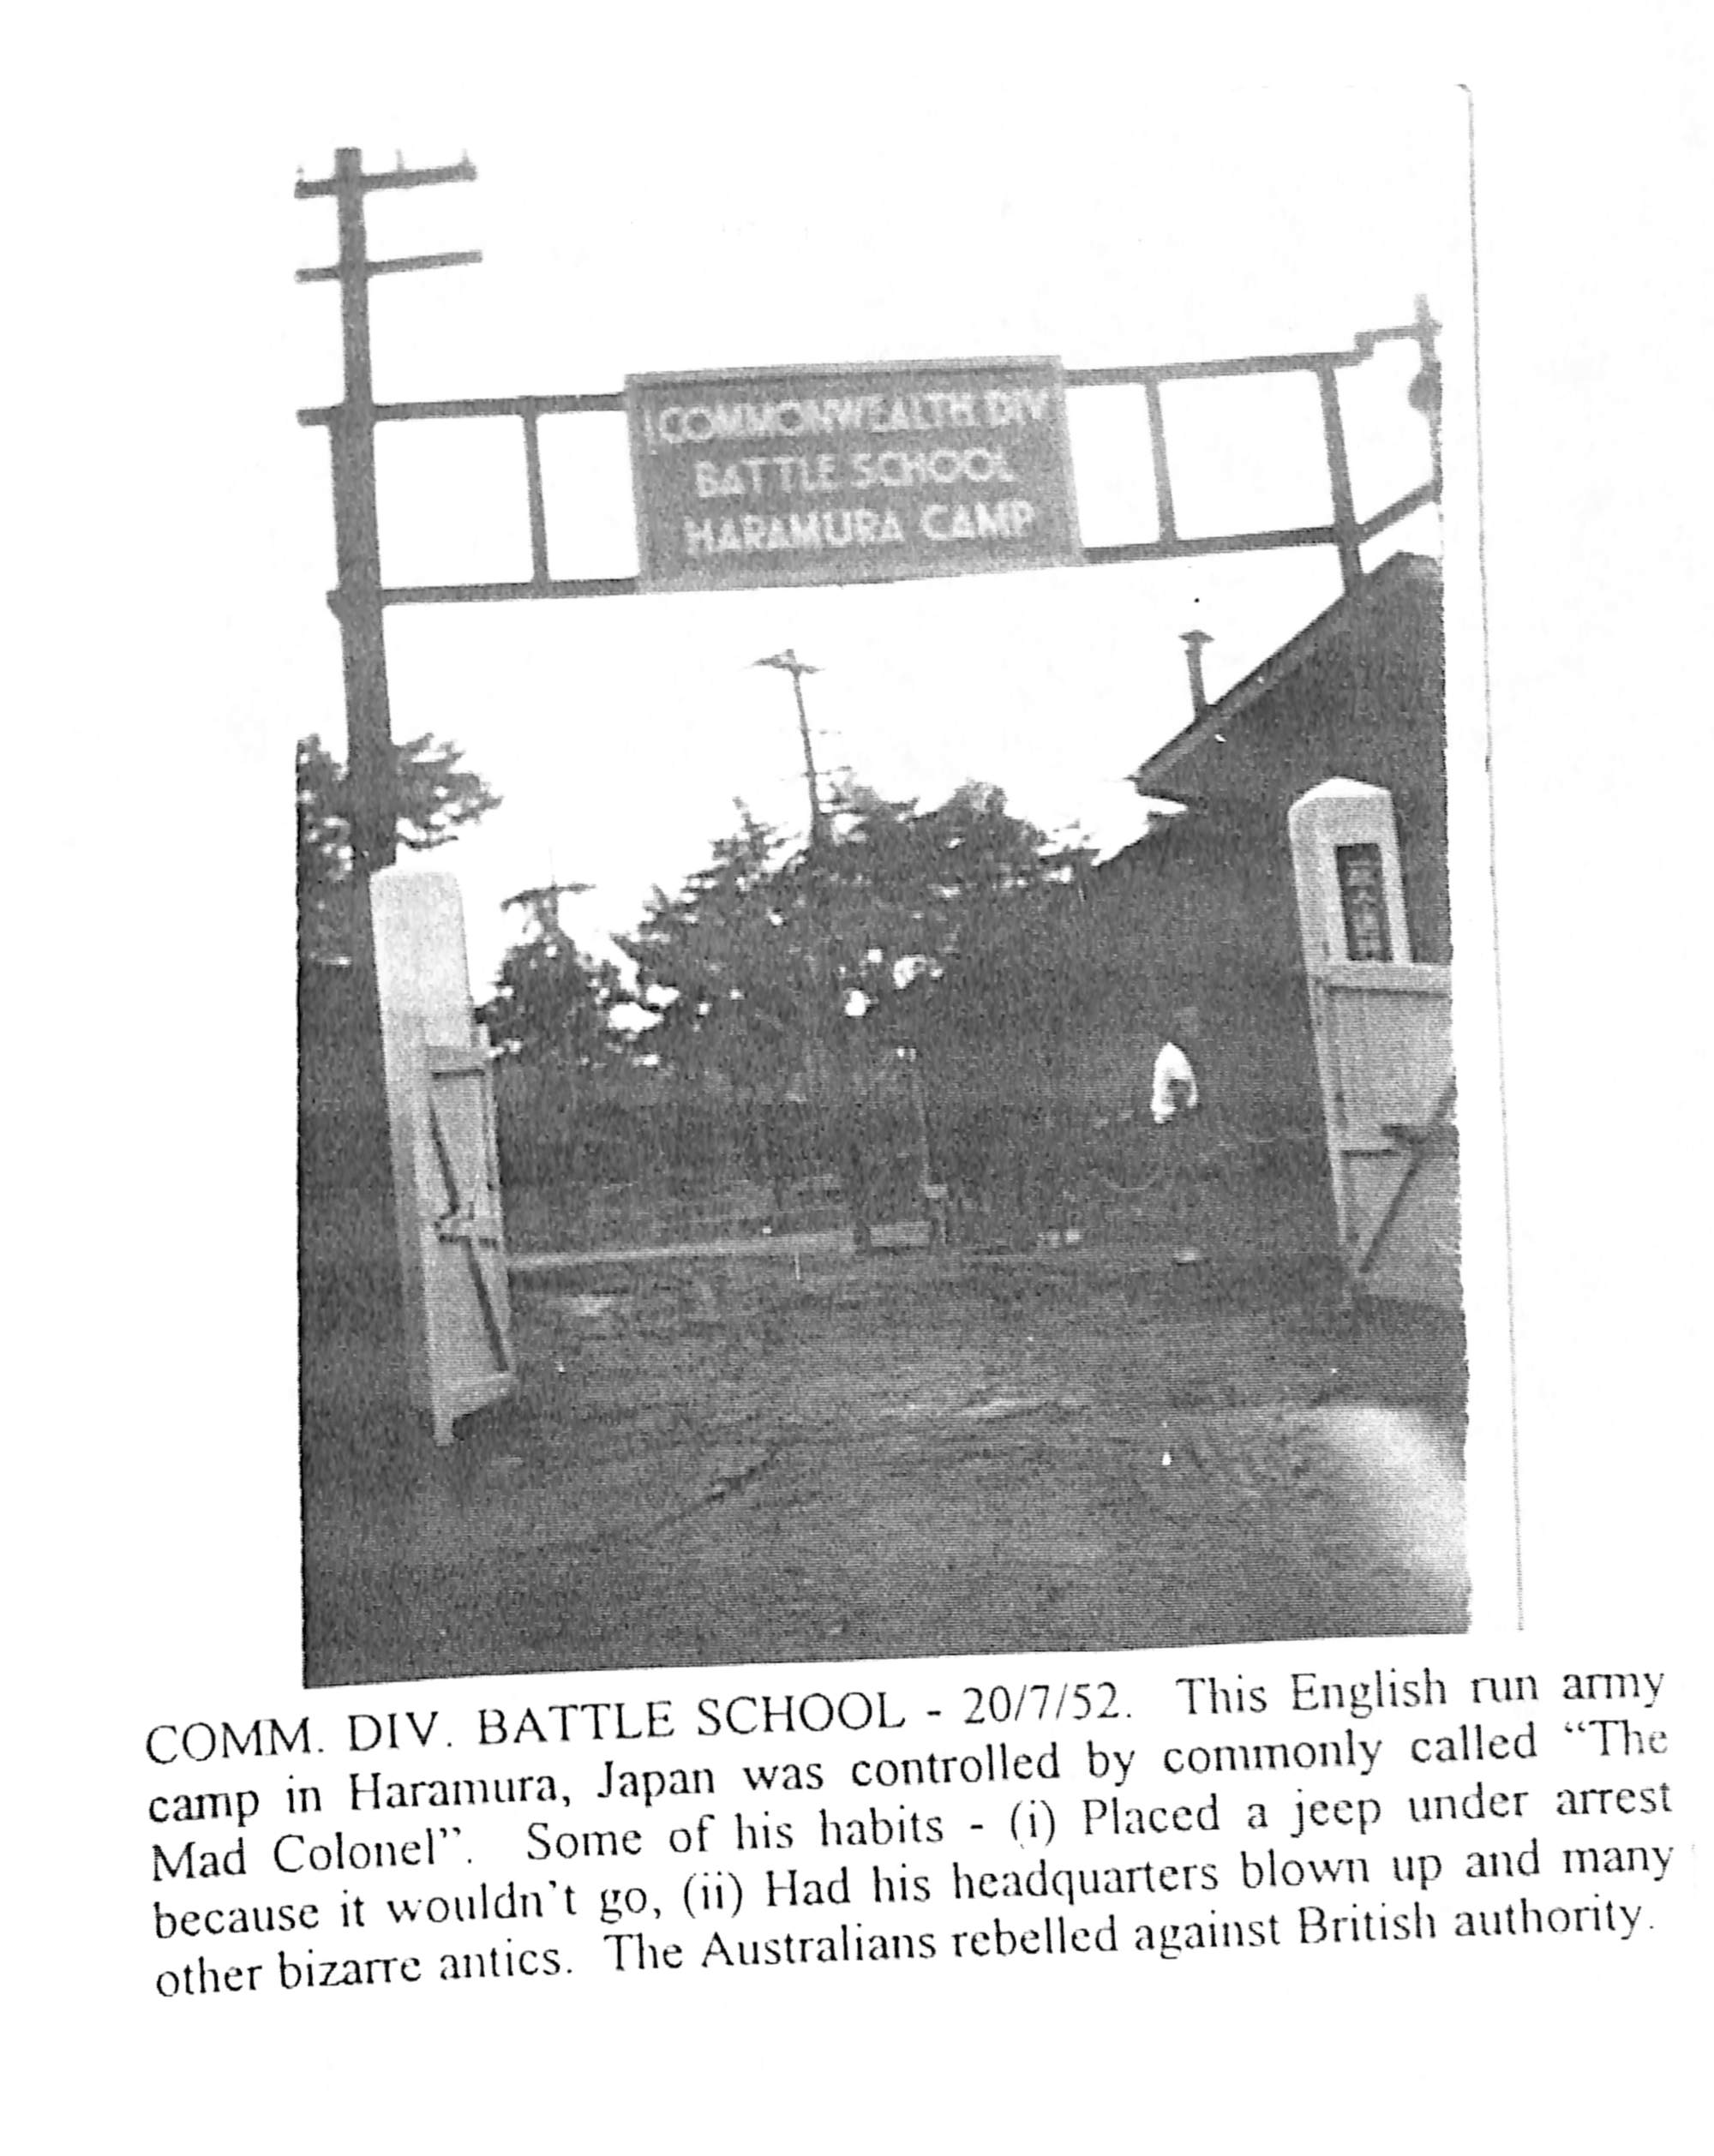 1 COMMONWEALTH DIV
BATTLE SCHOOL
HARAMURA CAMP
COMM. DIV. BATTLE SCHOOL - 20/7/52. This English run army
camp in Haramura, Japan was controlled by commonly called “The
Mad Colonel”. Some of his habits - (i) Placed a jeep under arrest
because it wouldn't go, (ii) Had his headquarters blown up and many
other bizarre antics. The Australians rebelled against British authority.